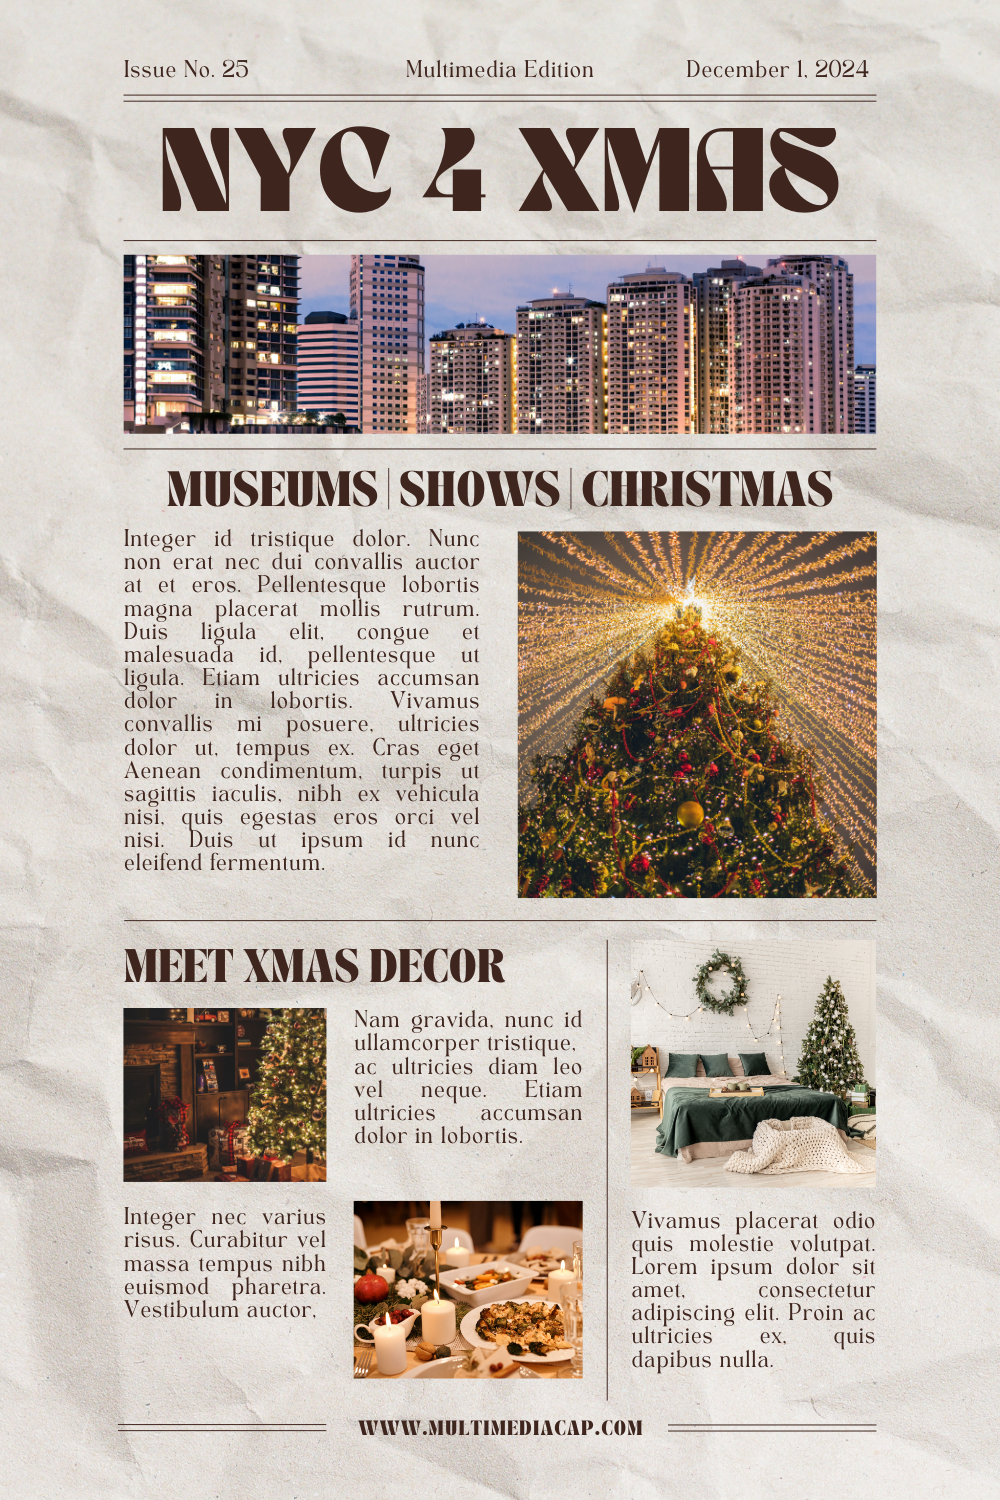 Issue No. 25
Multimedia Edition
December 1, 2024
NYC 4 XMAS
MUSEUMS | SHOWS | CHRISTMAS
Integer id tristique dolor. Nunc
non erat nec dui convallis auctor
at et eros. Pellentesque lobortis
magna placerat mollis rutrum.
Duis ligula elit, congue et
malesuada id, pellentesque ut
ligula. Etiam ultricies accumsan
dolor in lobortis. Vivamus
convallis mi posuere, ultricies
dolor ut, tempus ex. Cras eget
Aenean condimentum, turpis ut
sagittis iaculis, nibh ex vehicula
nisi, quis egestas eros orci vel
nisi. Duis ut ipsum id nunc
eleifend fermentum.
MEET XMAS DECOR
Nam gravida, nunc id
ullamcorper tristique,
ac ultricies diam leo
vel neque. Etiam
ultricies accumsan
dolor in lobortis.
Integer nec varius
risus. Curabitur vel
massa tempus nibh
euismod pharetra.
Vestibulum auctor,
Vivamus placerat odio
quis molestie volutpat.
Lorem ipsum dolor sit
amet, consectetur
adipiscing elit. Proin ac
ultricies ex, quis
dapibus nulla.
WWW.MULTIMEDIACAP.COM